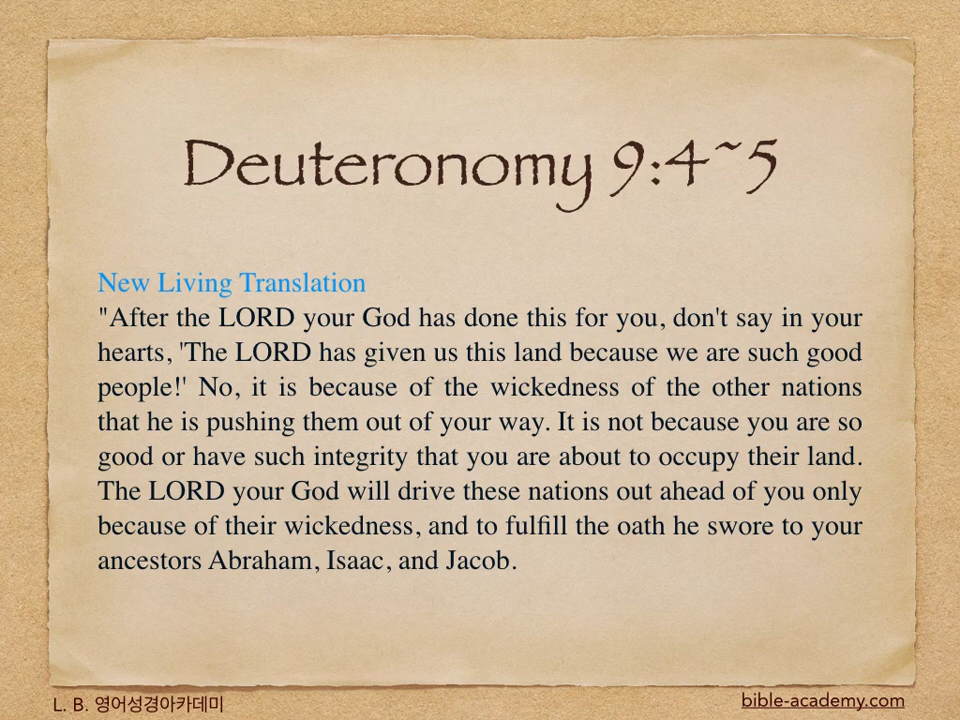 Deuteronomy 9:4~5
New Living Translation
"After the LORD your God has done this for you, don't say in your
hearts, 'The LORD has given us this land because we are such good
people!' No, it is because of the wickedness of the other nations
that he is pushing them out of your way. It is not because you are so
good or have such integrity that you are about to occupy their land.
The LORD your God will drive these nations out ahead of you only
because of their wickedness, and to fulfill the oath he swore to your
ancestors Abraham, Isaac, and Jacob.
L. B. 영어성경아카데미
bible-academy.com